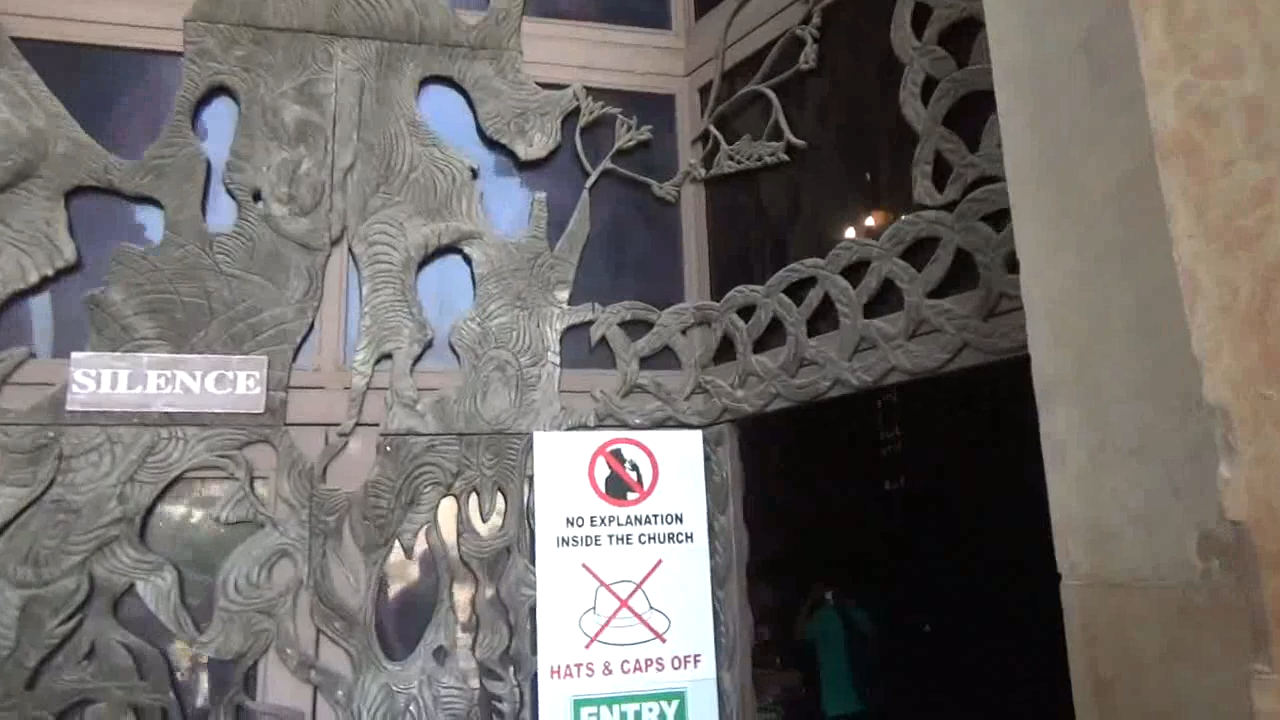 SILENCE
NO EXPLANATION
INSIDE THE CHURCH
HATS & CAPS OFF
ENTRY